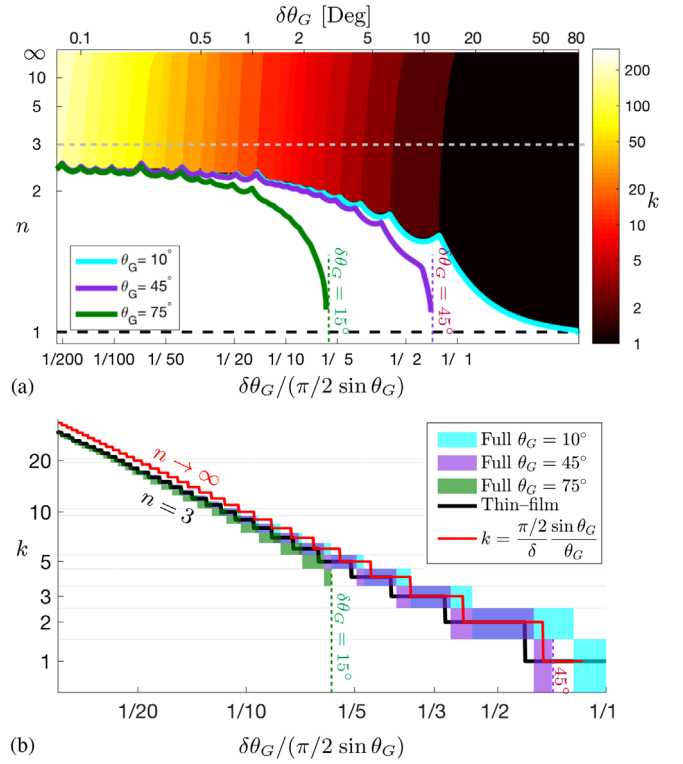 δθ_G [Deg]
0.1 0.5 1 2 5 10 50 80
∞
10
5
3
2
n
1
θ_G= 10°
θ_G= 45°
θ_G= 75°
δθ_G = 15°
δθ_G = 45°
200
100
50
20
10
5
2
1
k
1/200 1/100 1/ 50 1/ 20 1/ 10 1/ 5 1/ 2 1/ 1
(a)
δθ_G/(π/2 sin θ_G)
20
10
5
3
2
1
k
n → ∞
n = 3
Full θ_G = 10°
Full θ_G = 45°
Full θ_G = 75°
Thin–film
k = π/2 / δ sin θ_G / θ_G
δθ_G = 15°
45°
1/20 1/10 1/5 1/3 1/2 1/1
(b)
δθ_G/(π/2 sin θ_G)